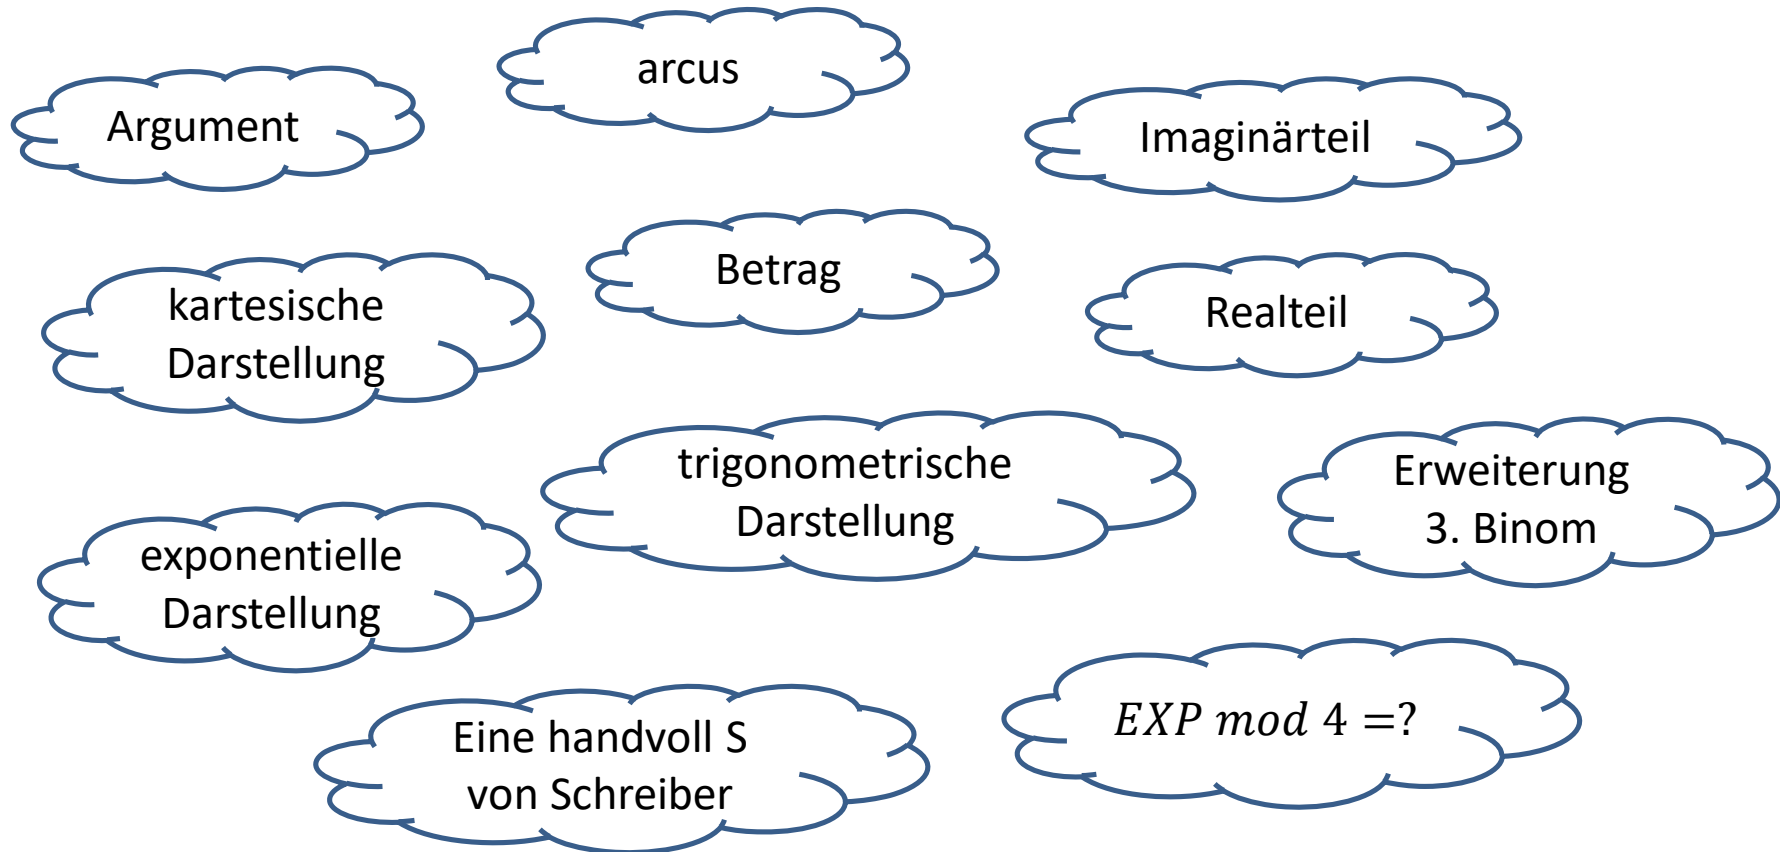 arcus
Argument
Imaginärteil
Betrag
kartesische
Darstellung
Realteil
trigonometrische
Darstellung
Erweiterung
3. Binom
exponentielle
Darstellung
Eine handvoll S
von Schreiber
EXP mod 4 =?